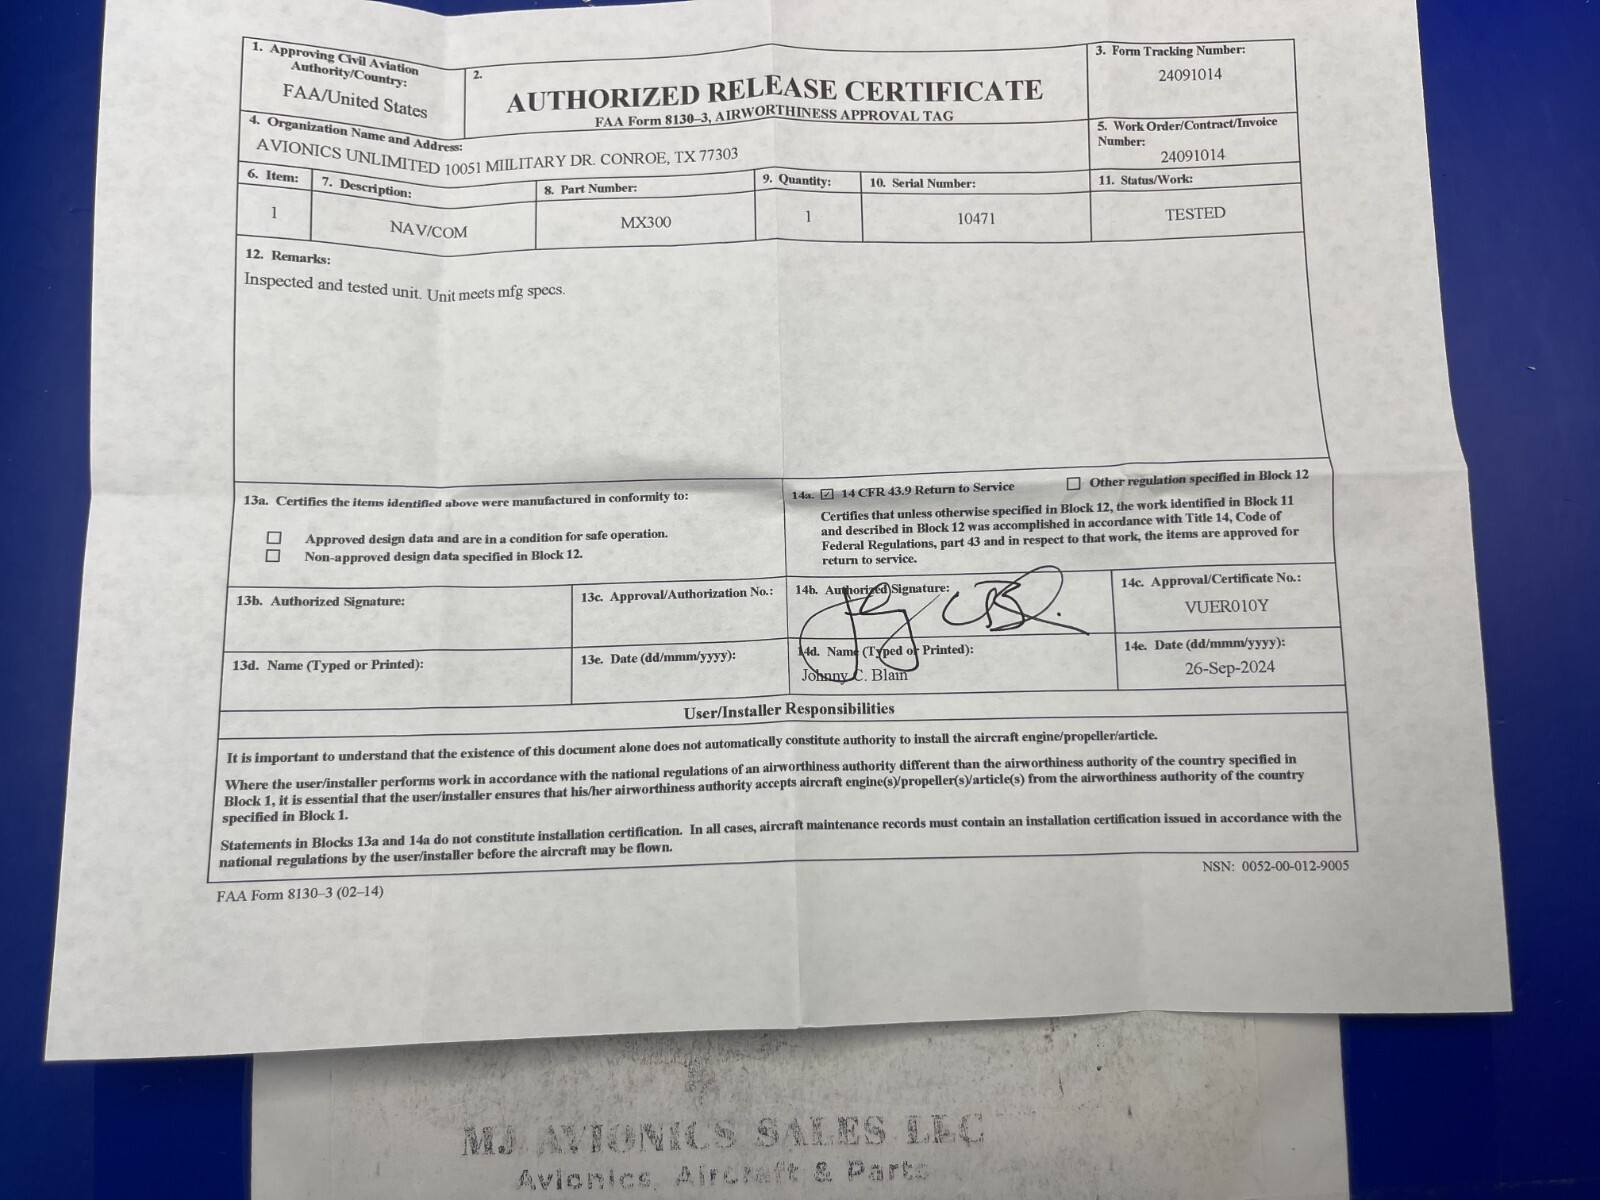 1. Approving Civil Aviation
Authority/Country:
FAA/United States
2.
AUTHORIZED RELEASE CERTIFICATE
FAA Form 8130–3, AIRWORTHINESS APPROVAL TAG
3. Form Tracking Number:
24091014
4. Organization Name and Address:
AVIONICS UNLIMITED 10051 MIILITARY DR. CONROE, TX 77303
5. Work Order/Contract/Invoice
Number:
24091014
6. Item:
7. Description:
8. Part Number:
9. Quantity:
10. Serial Number:
11. Status/Work:
1
NAV/COM
MX300
1
10471
TESTED
12. Remarks:
Inspected and tested unit. Unit meets mfg specs.
13a. Certifies the items identified above were manufactured in conformity to:
Approved design data and are in a condition for safe operation.
Non-approved design data specified in Block 12.
14a. 14 CFR 43.9 Return to Service
Other regulation specified in Block 12
Certifies that unless otherwise specified in Block 12, the work identified in Block 11
and described in Block 12 was accomplished in accordance with Title 14, Code of
Federal Regulations, part 43 and in respect to that work, the items are approved for
return to service.
13b. Authorized Signature:
13c. Approval/Authorization No.:
14b. Authorized Signature:
14c. Approval/Certificate No.:
VUER010Y
13d. Name (Typed or Printed):
13e. Date (dd/mmm/yyyy):
14d. Name (Typed or Printed):
Johnny C. Blain
14e. Date (dd/mmm/yyyy):
26-Sep-2024
User/Installer Responsibilities
It is important to understand that the existence of this document alone does not automatically constitute authority to install the aircraft engine/propeller/article.
Where the user/installer performs work in accordance with the national regulations of an airworthiness authority different than the airworthiness authority of the country specified in
Block 1, it is essential that the user/installer ensures that his/her airworthiness authority accepts aircraft engine(s)/propeller(s)/article(s) from the airworthiness authority of the country
specified in Block 1.
Statements in Blocks 13a and 14a do not constitute installation certification. In all cases, aircraft maintenance records must contain an installation certification issued in accordance with the
national regulations by the user/installer before the aircraft may be flown.
FAA Form 8130–3 (02–14)
NSN: 0052-00-012-9005
MJ AVIONICS SALES LLC
Avionics, Aircraft & Parts